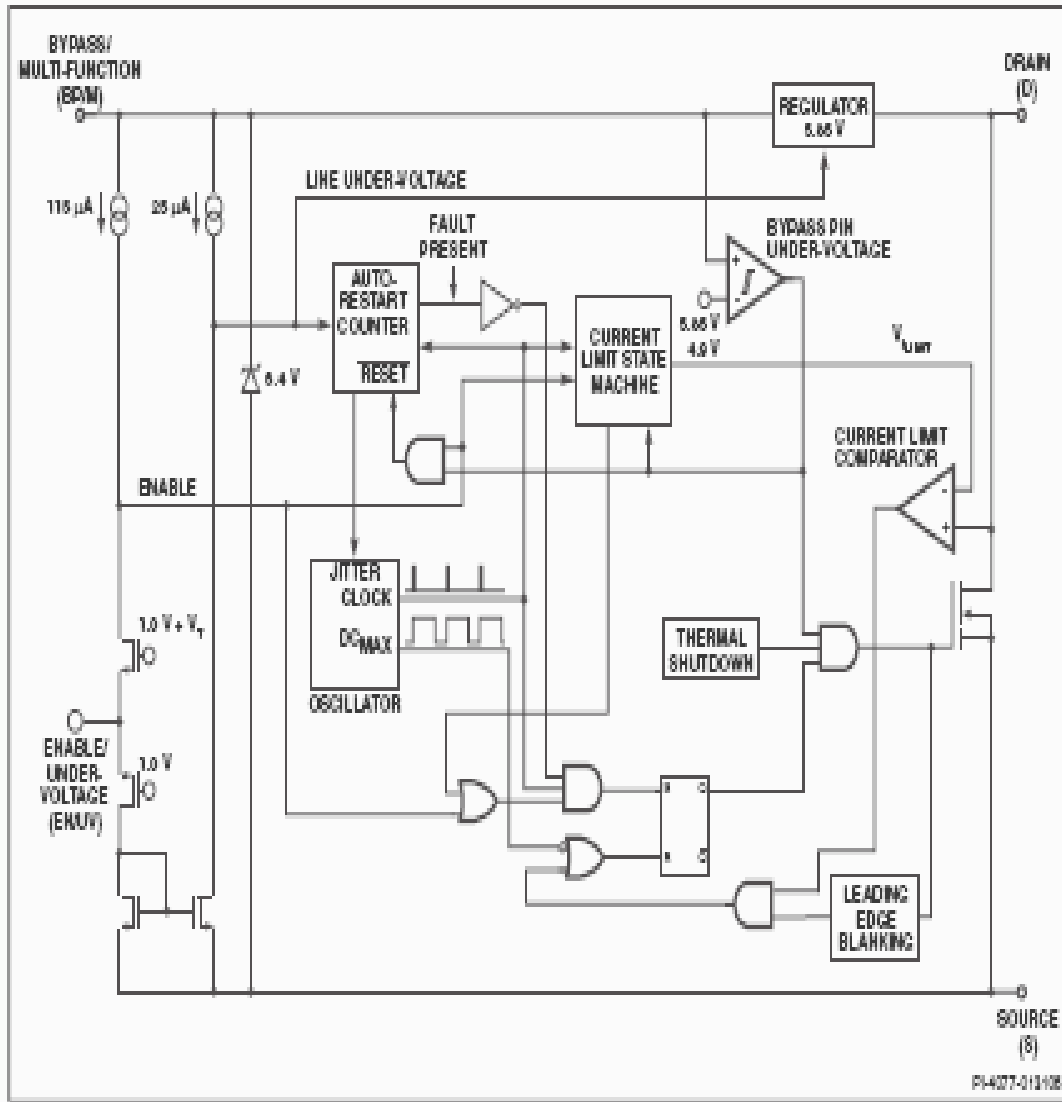 BYPASS/
MULTI-FUNCTION
(BP/M)
DRAIN
(D)
REGULATOR
5.85 V
LINE UNDER-VOLTAGE
115 µA
25 µA
FAULT
PRESENT
BYPASS PIN
UNDER-VOLTAGE
AUTO-
RESTART
COUNTER
RESET
+
-
5.85 V
4.9 V
CURRENT
LIMIT STATE
MACHINE
VILIMIT
6.4 V
CURRENT LIMIT
COMPARATOR
-
+
ENABLE
JITTER
CLOCK
DCMAX
OSCILLATOR
1.0 V + VT
THERMAL
SHUTDOWN
ENABLE/
UNDER-
VOLTAGE
(EN/UV)
1.0 V
S Q
R Q
LEADING
EDGE
BLANKING
SOURCE
(S)